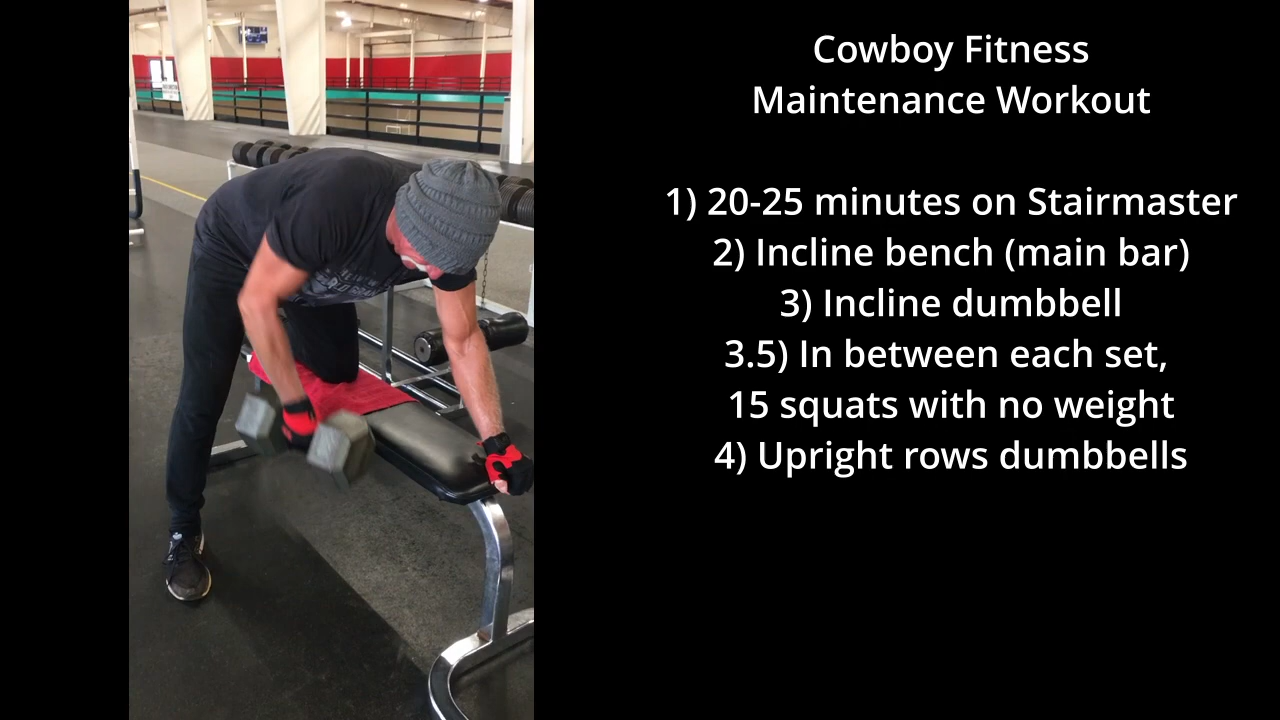 Cowboy Fitness
Maintenance Workout
1) 20-25 minutes on Stairmaster
2) Incline bench (main bar)
3) Incline dumbbell
3.5) In between each set,
15 squats with no weight
4) Upright rows dumbbells